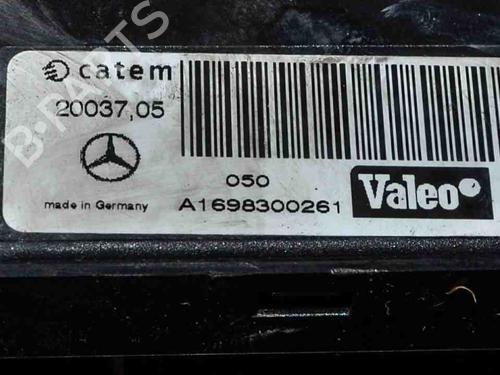 catem
20037,05
050
made in Germany
A1698300261
Valeo
B-PARTS